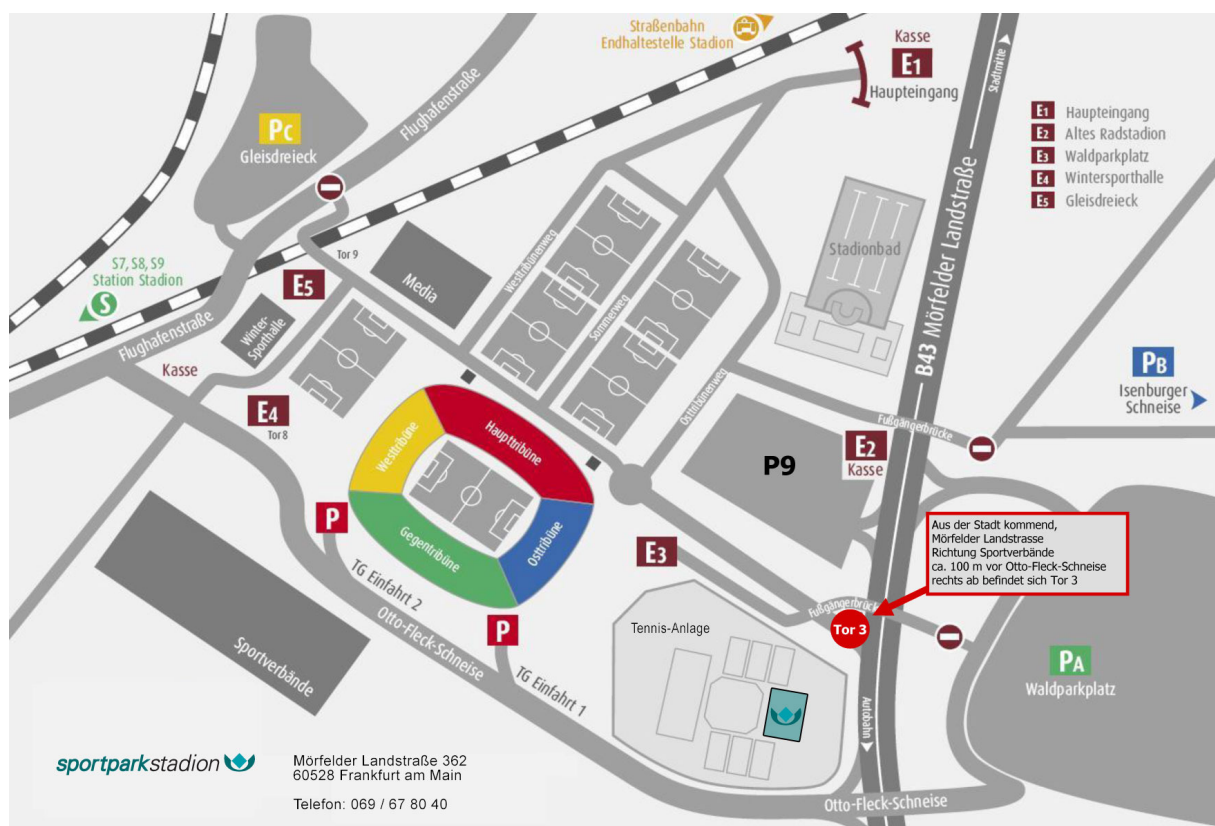 Straßenbahn
Endhaltestelle Stadion
Kasse
E1
Haupteingang
Stadtmitte
E1 Haupteingang
E2 Altes Radstadion
E3 Waldparkplatz
E4 Wintersporthalle
E5 Gleisdreieck
PC
Gleisdreieck
Flughafenstraße
B43 Mörfelder Landstraße
Stadionbad
S7, S8, S9
Station Stadion
S
Tor 9
E5
Media
Westtribünenweg
Sommerweg
Osttribünenweg
Flughafenstraße
Winter-
Sporthalle
Kasse
E4
Tor 8
PB
Isenburger
Schneise
Fußgängerbrücke
Haupttribüne
Westtribüne
Gegentribüne
Osttribüne
P9
E2
Kasse
P
E3
Aus der Stadt kommend,
Mörfelder Landstrasse
Richtung Sportverbände
ca. 100 m vor Otto-Fleck-Schneise
rechts ab befindet sich Tor 3
TG Einfahrt 2
Fußgängerbrück
Tor 3
P
Tennis-Anlage
Otto-Fleck-Schneise
TG Einfahrt 1
Sportverbände
PA
Waldparkplatz
Autobahn
Otto-Fleck-Schneise
sportparkstadion
Mörfelder Landstraße 362
60528 Frankfurt am Main
Telefon: 069 / 67 80 40